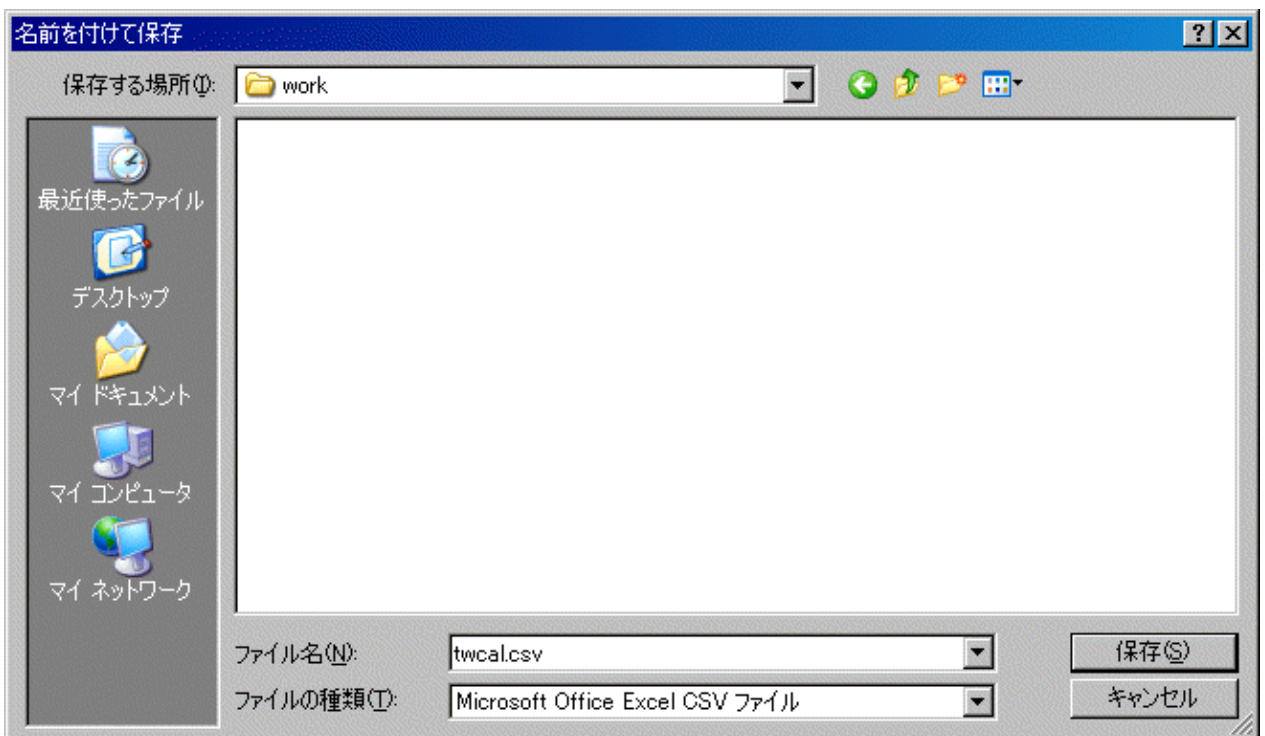 名前を付けて保存
保存する場所(I): work
最近使ったファイル
デスクトップ
マイ ドキュメント
マイ コンピュータ
マイ ネットワーク
ファイル名(N): twcal.csv 保存(S)
ファイルの種類(T): Microsoft Office Excel CSV ファイル キャンセル